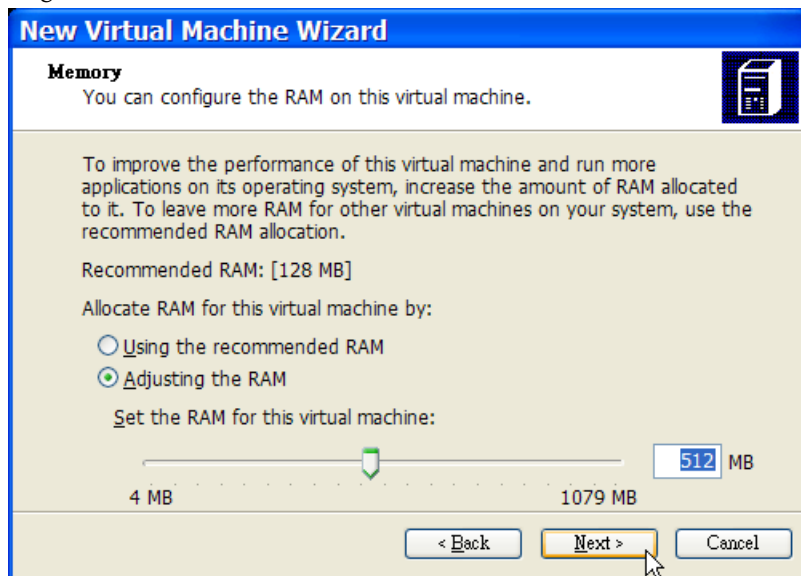 New Virtual Machine Wizard
Memory
You can configure the RAM on this virtual machine.
To improve the performance of this virtual machine and run more
applications on its operating system, increase the amount of RAM allocated
to it. To leave more RAM for other virtual machines on your system, use the
recommended RAM allocation.
Recommended RAM: [128 MB]
Allocate RAM for this virtual machine by:
Using the recommended RAM
Adjusting the RAM
Set the RAM for this virtual machine:
512 MB
4 MB 1079 MB
< Back Next > Cancel